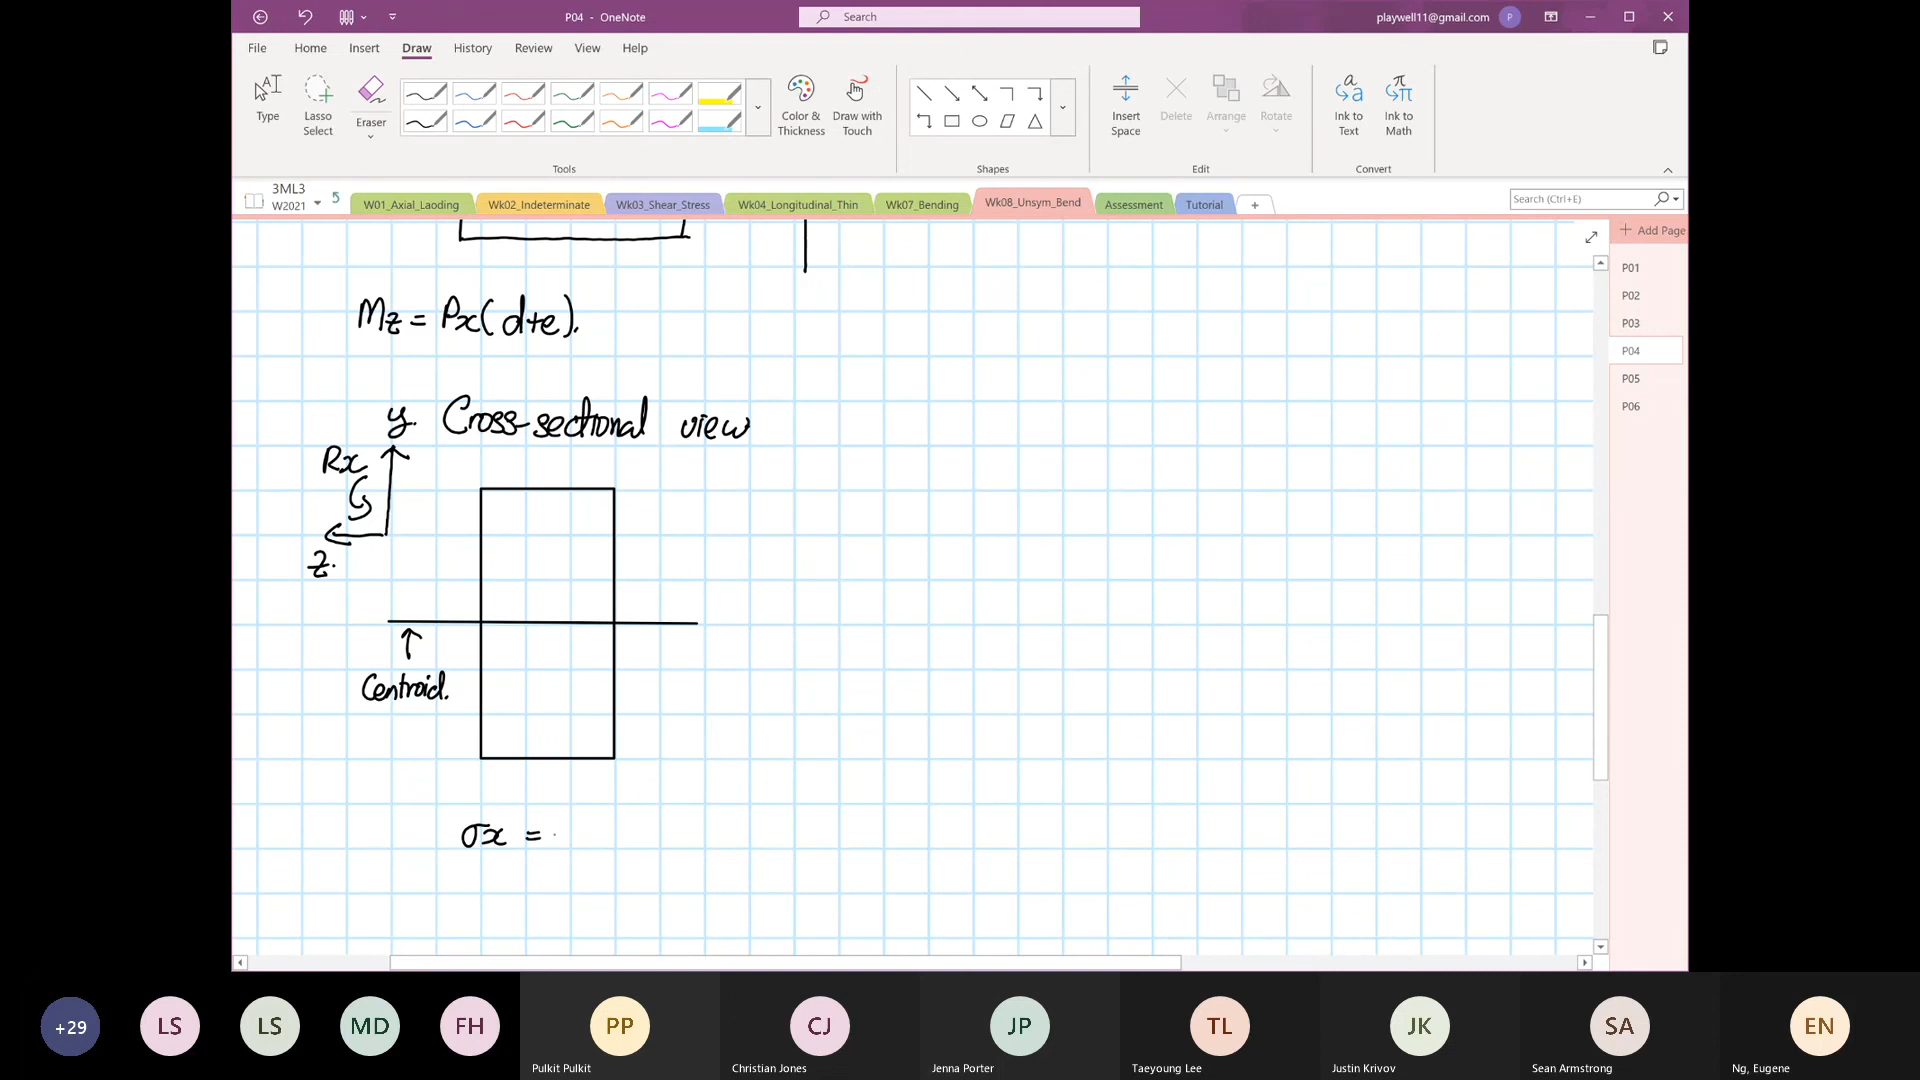 P04 - OneNote
Search
playwell11@gmail.com
P
File Home Insert Draw History Review View Help
Type
Lasso Select
Eraser
Color & Thickness
Draw with Touch
Insert Space
Delete
Arrange
Rotate
Ink to Text
Ink to Math
Tools
Shapes
Edit
Convert
3ML3 W2021
W01_Axial_Laoding
Wk02_Indeterminate
Wk03_Shear_Stress
Wk04_Longitudinal_Thin
Wk07_Bending
Wk08_Unsym_Bend
Assessment
Tutorial
+
Search (Ctrl+E)
Add Page
P01
P02
P03
P04
P05
P06
Mz = Px(d+e).
y. Cross-sectional view
Rx
z.
Centroid.
σx =
+29
LS
LS
MD
FH
PP
CJ
JP
TL
JK
SA
EN
Pulkit Pulkit
Christian Jones
Jenna Porter
Taeyoung Lee
Justin Krivov
Sean Armstrong
Ng, Eugene